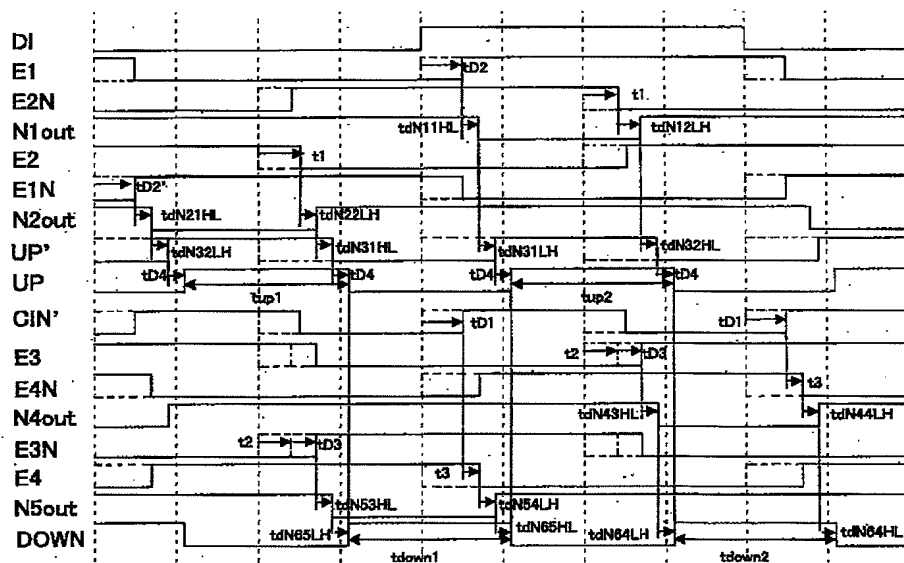 DI
E1 tD2
E2N t1
N1out tdN11HL tdN12LH
E2 t1
E1N tD2'
N2out tdN21HL tdN22LH
UP' tdN32LH tdN31HL tdN31LH tdN32HL
UP tD4 tD4 tD4 tD4
tup1 tup2
CIN' tD1 tD1
E3 t2 tD3
E4N t3
N4out tdN43HL tdN44LH
E3N t2 tD3
E4 t3
N5out tdN53HL tdN54LH
DOWN tdN65LH tdN65HL tdN64LH tdN64HL
tdown1 tdown2